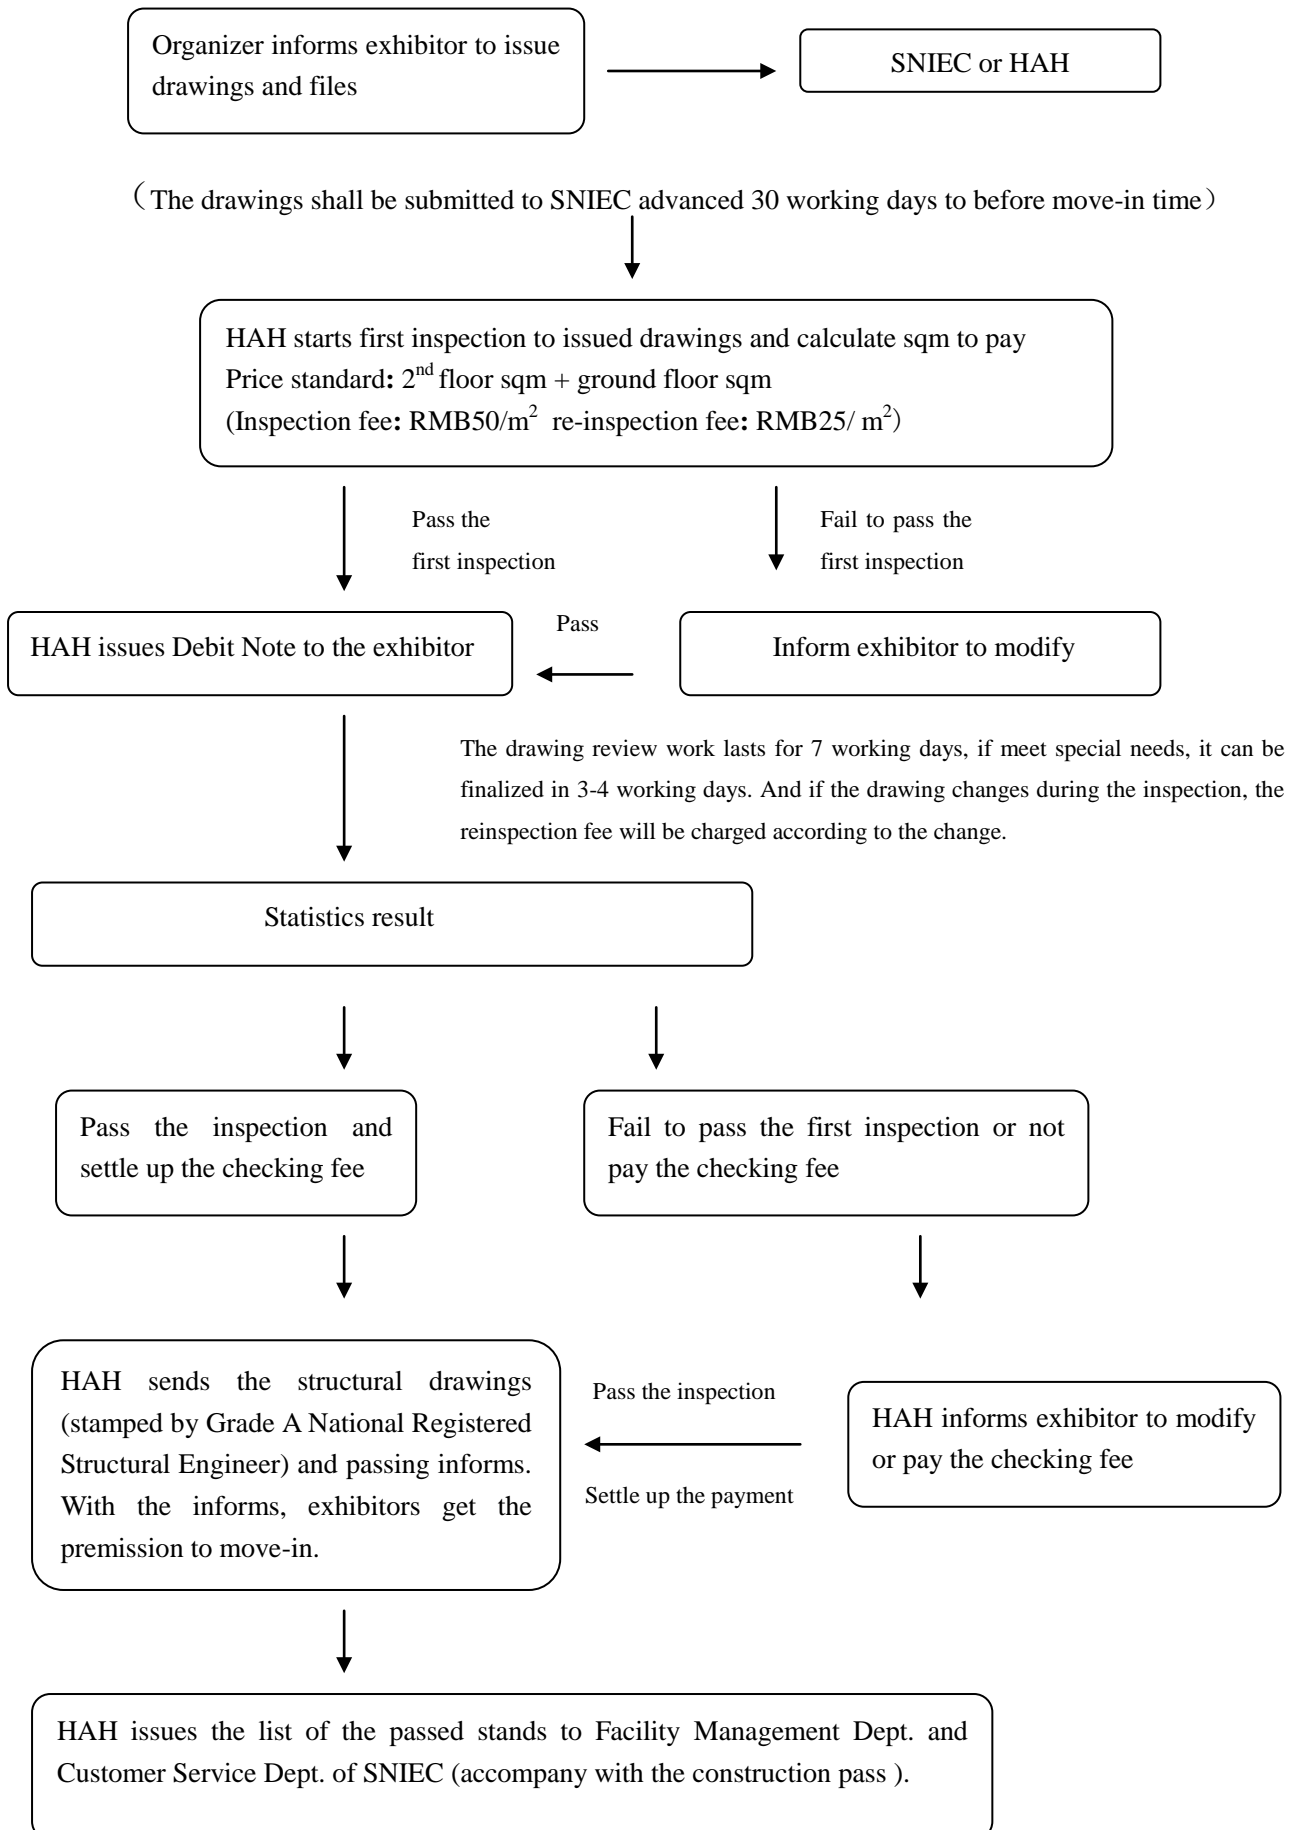 Organizer informs exhibitor to issue
drawings and files
SNIEC or HAH
（The drawings shall be submitted to SNIEC advanced 30 working days to before move-in time）
HAH starts first inspection to issued drawings and calculate sqm to pay
Price standard: 2nd floor sqm + ground floor sqm
(Inspection fee: RMB50/m2 re-inspection fee: RMB25/ m2）
Pass the
first inspection
Fail to pass the
first inspection
HAH issues Debit Note to the exhibitor
Pass
Inform exhibitor to modify
The drawing review work lasts for 7 working days, if meet special needs, it can be
finalized in 3-4 working days. And if the drawing changes during the inspection, the
reinspection fee will be charged according to the change.
Statistics result
Pass the inspection and
settle up the checking fee
Fail to pass the first inspection or not
pay the checking fee
HAH sends the structural drawings
(stamped by Grade A National Registered
Structural Engineer) and passing informs.
With the informs, exhibitors get the
premission to move-in.
Pass the inspection
Settle up the payment
HAH informs exhibitor to modify
or pay the checking fee
HAH issues the list of the passed stands to Facility Management Dept. and
Customer Service Dept. of SNIEC (accompany with the construction pass ).